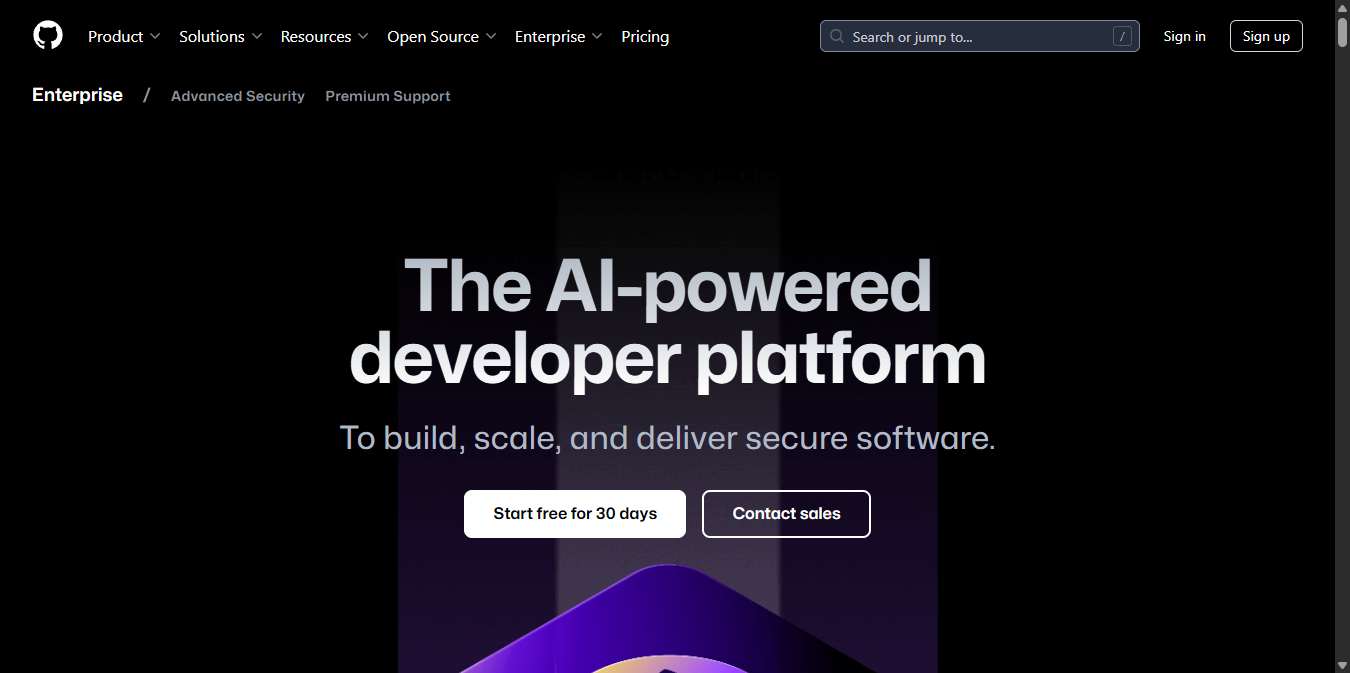 Product Solutions Resources Open Source Enterprise Pricing Search or jump to... / Sign in Sign up
Enterprise / Advanced Security Premium Support
The AI-powered
developer platform
To build, scale, and deliver secure software.
Start free for 30 days Contact sales